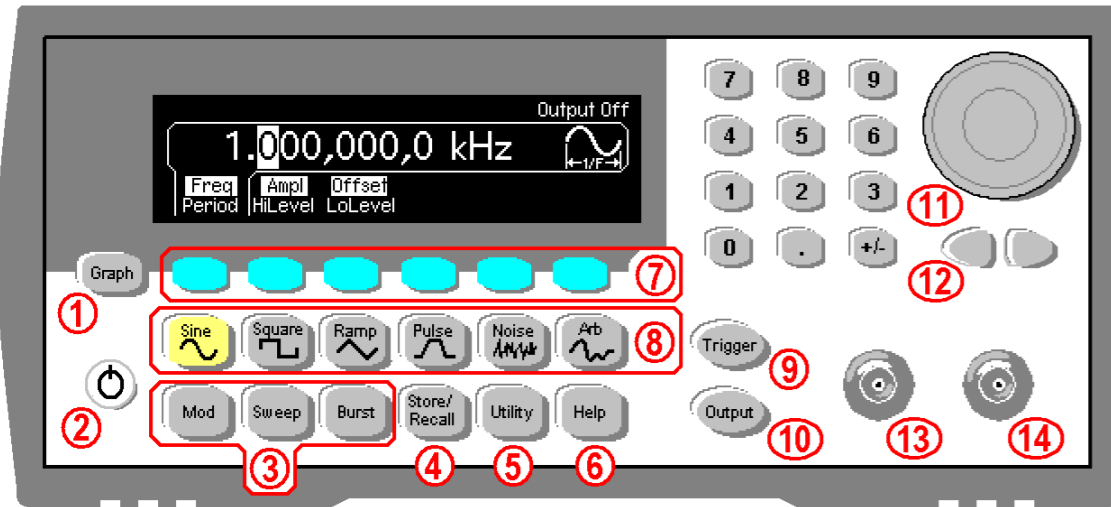 Output Off
1.000,000,0 kHz
←1/F→
Freq Ampl Offset
Period HiLevel LoLevel
7 8 9
4 5 6
1 2 3
11
0 . +/-
12
Graph
1
7
Sine Square Ramp Pulse Noise Arb
8
Trigger
9
2
Mod Sweep Burst Store/Recall Utility Help
Output
10
13
14
3
4
5
6